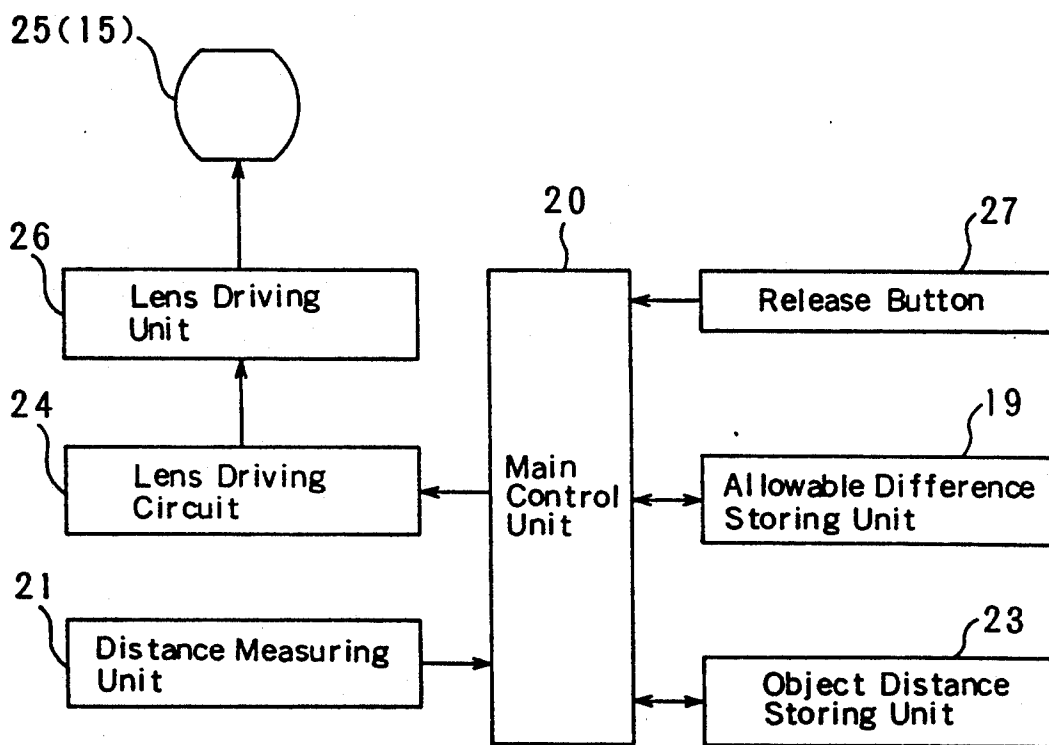 25(15)
20
27
26
Lens Driving
Unit
Release Button
24
19
Lens Driving
Circuit
Main
Control
Unit
Allowable Difference
Storing Unit
21
23
Distance Measuring
Unit
Object Distance
Storing Unit